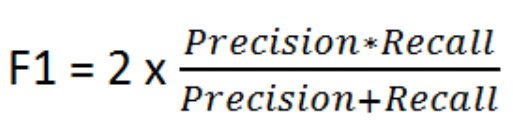 F1 = 2 x Precision*Recall
Precision+Recall